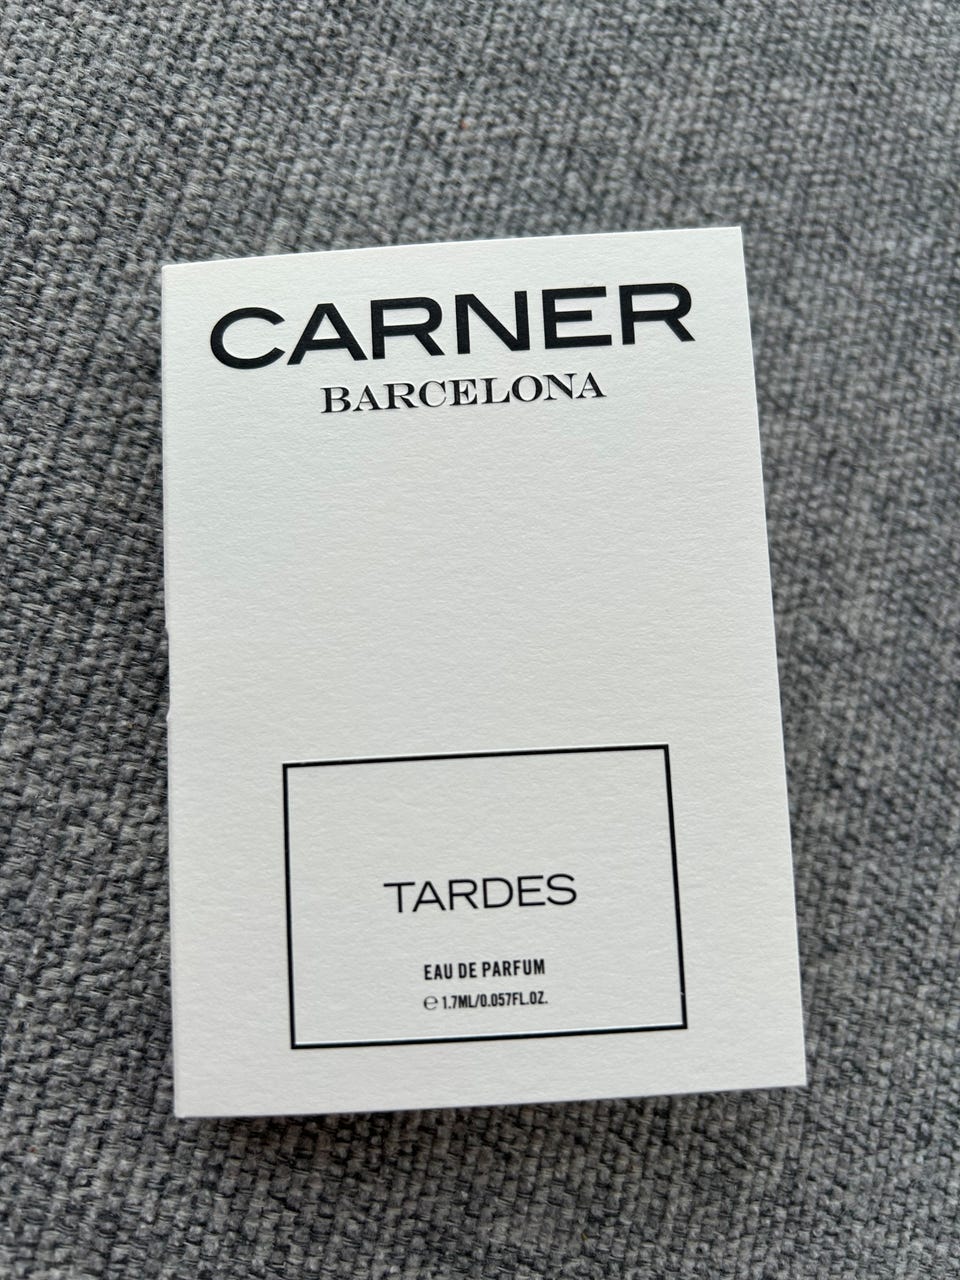 CARNER
BARCELONA
TARDES
EAU DE PARFUM
℮ 1.7ML/0.057FL.OZ.